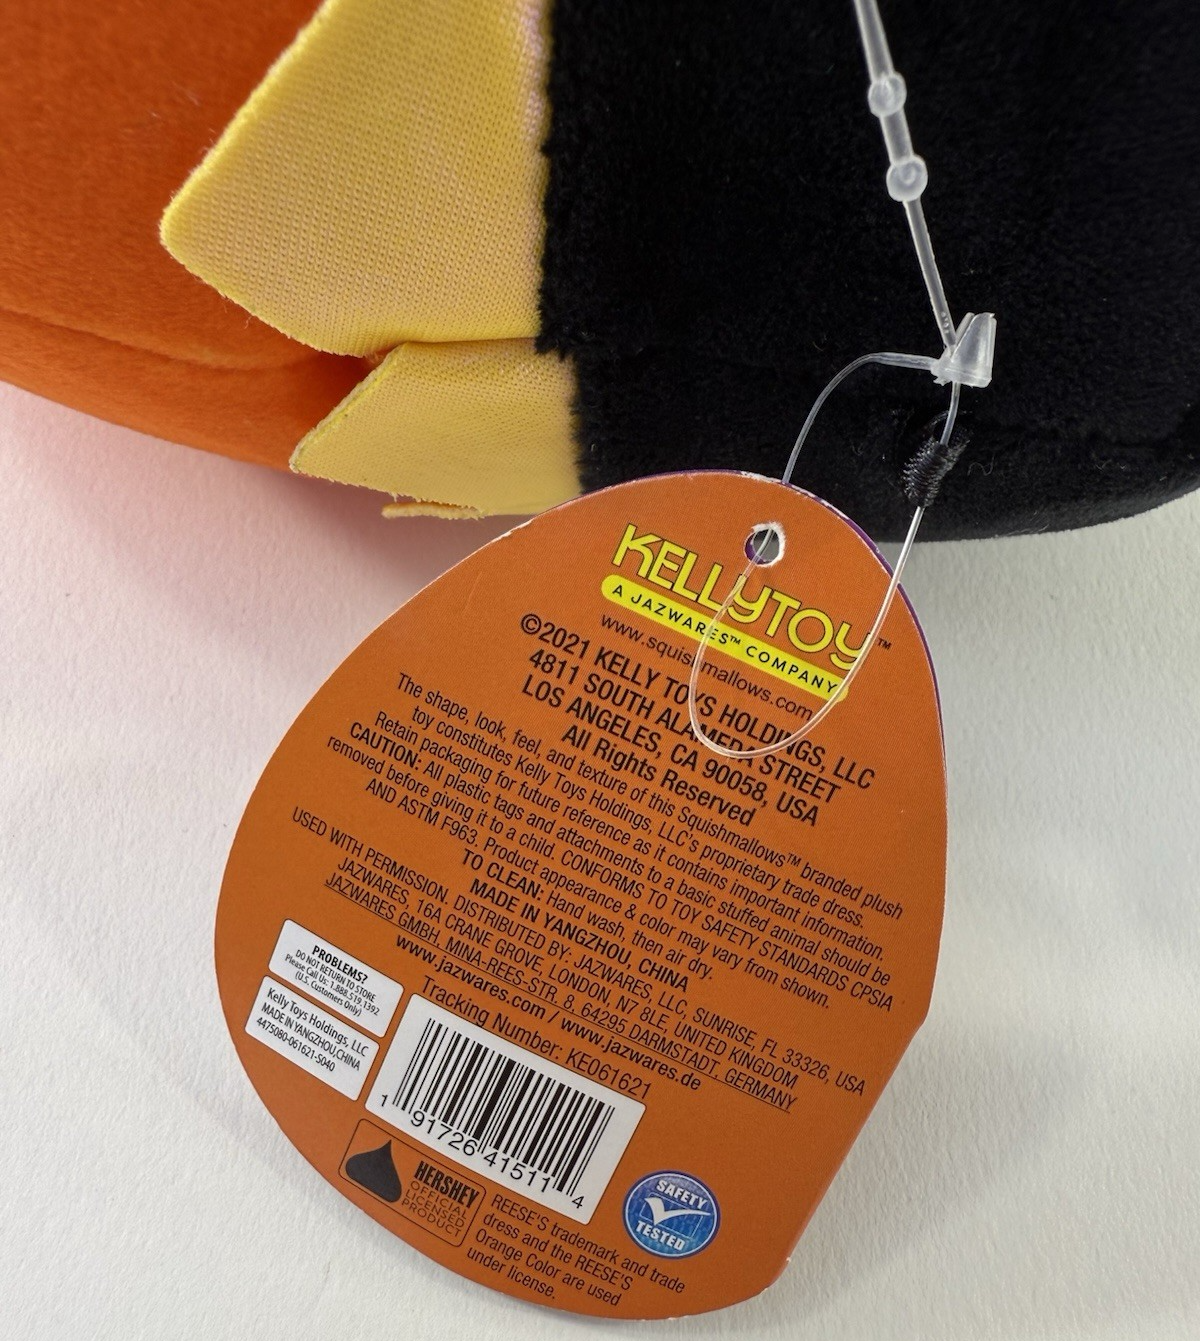 KELLYTOY™
A JAZWARES™ COMPANY
www.squishmallows.com
©2021 KELLY TOYS HOLDINGS, LLC
4811 SOUTH ALAMEDA STREET
LOS ANGELES, CA 90058, USA
All Rights Reserved
The shape, look, feel, and texture of this Squishmallows™ branded plush
toy constitutes Kelly Toys Holdings, LLC's proprietary trade dress.
Retain packaging for future reference as it contains important information.
CAUTION: All plastic tags and attachments to a basic stuffed animal should be
removed before giving it to a child. CONFORMS TO TOY SAFETY STANDARDS CPSIA
AND ASTM F963. Product appearance & color may vary from shown.
TO CLEAN: Hand wash, then air dry.
MADE IN YANGZHOU, CHINA
USED WITH PERMISSION. DISTRIBUTED BY: JAZWARES, LLC, SUNRISE, FL 33326, USA
JAZWARES, 16A CRANE GROVE, LONDON, N7 8LE, UNITED KINGDOM
JAZWARES GMBH, MINA-REES-STR. 8, 64295 DARMSTADT, GERMANY
www.jazwares.com / www.jazwares.de
Tracking Number: KE061621
PROBLEMS?
DO NOT RETURN TO STORE
Please Call Us: 1.888.519.1392
(U.S. Customers Only)
Kelly Toys Holdings, LLC
MADE IN YANGZHOU,CHINA
4475080-061621-S040
1 91726 41511 4
HERSHEY
OFFICIAL
LICENSED
PRODUCT
REESE'S trademark and trade
dress and the REESE'S
Orange Color are used
under license.
SAFETY
TESTED